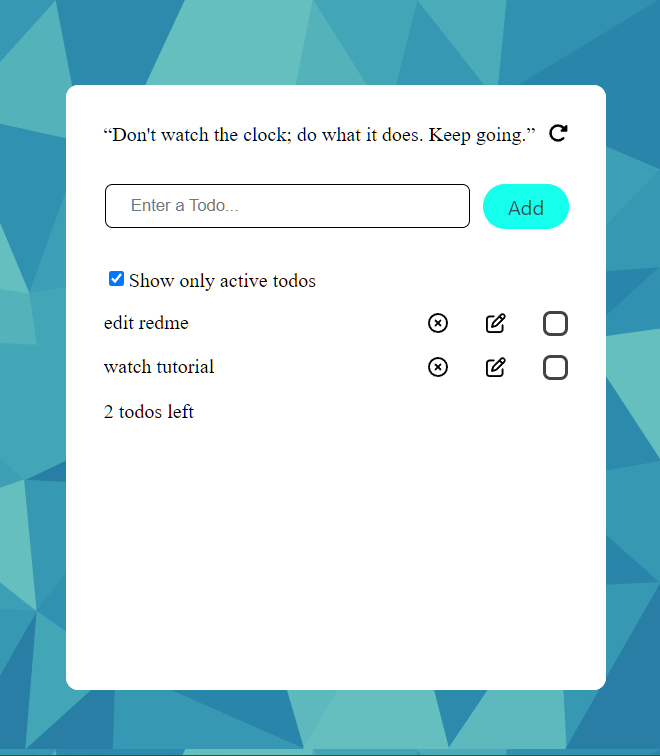 “Don't watch the clock; do what it does. Keep going.”
Enter a Todo...
Add
Show only active todos
edit redme
watch tutorial
2 todos left